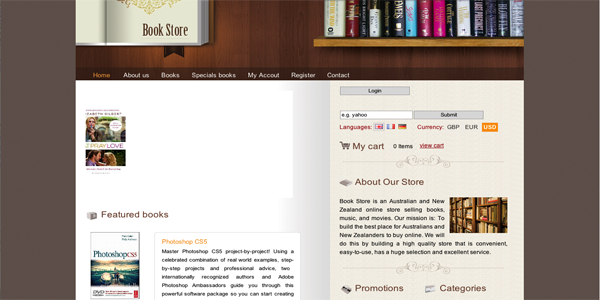 Book Store
Home About us Books Specials books My Accout Register Contact
Login
e.g. yahoo Submit
Languages: Currency: GBP EUR USD
My cart 0 Items view cart
ZABETH GILBERT
T PRAY LOVE
About Our Store
Book Store is an Australian and New
Zealand online store selling books,
music, and movies. Our mission is: To
build the best place for Australians and
New Zealanders to buy online. We will
do this by building a high quality store that is convenient,
easy-to-use, has a huge selection and excellent service.
Featured books
Photoshop CS5
Photoshop CS5
Master Photoshop CS5 project-by-project! Using a
celebrated combination of real world examples, step-
by-step projects and professional advice, two
internationally recognized authors and Adobe
Photoshop Ambassadors guide you through this
powerful software package so you can start creating
Promotions Categories